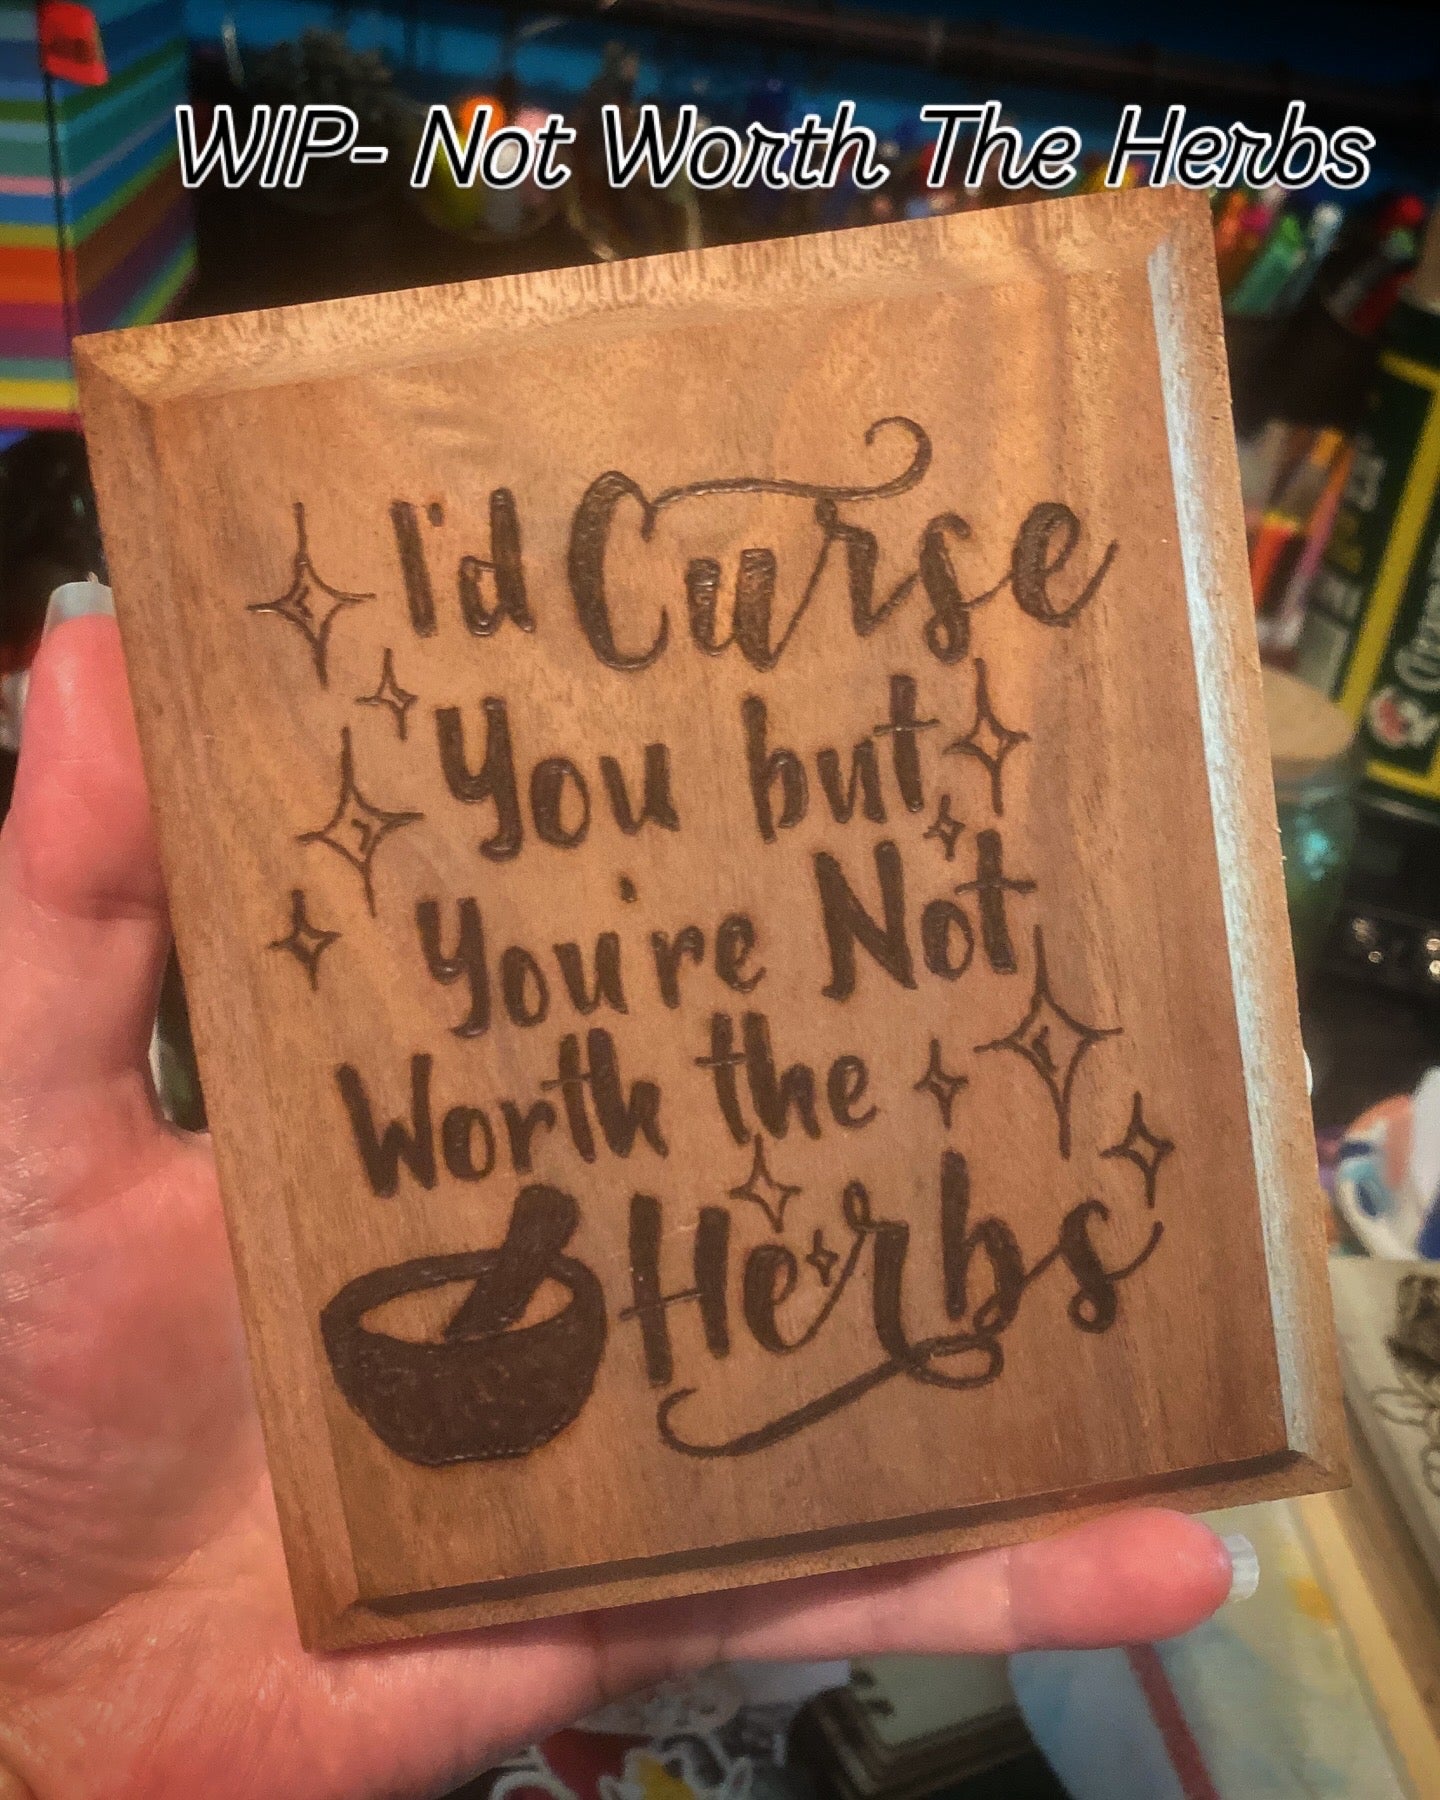 WIP- Not Worth The Herbs
I'd Curse
You but
You're Not
Worth the
Herbs